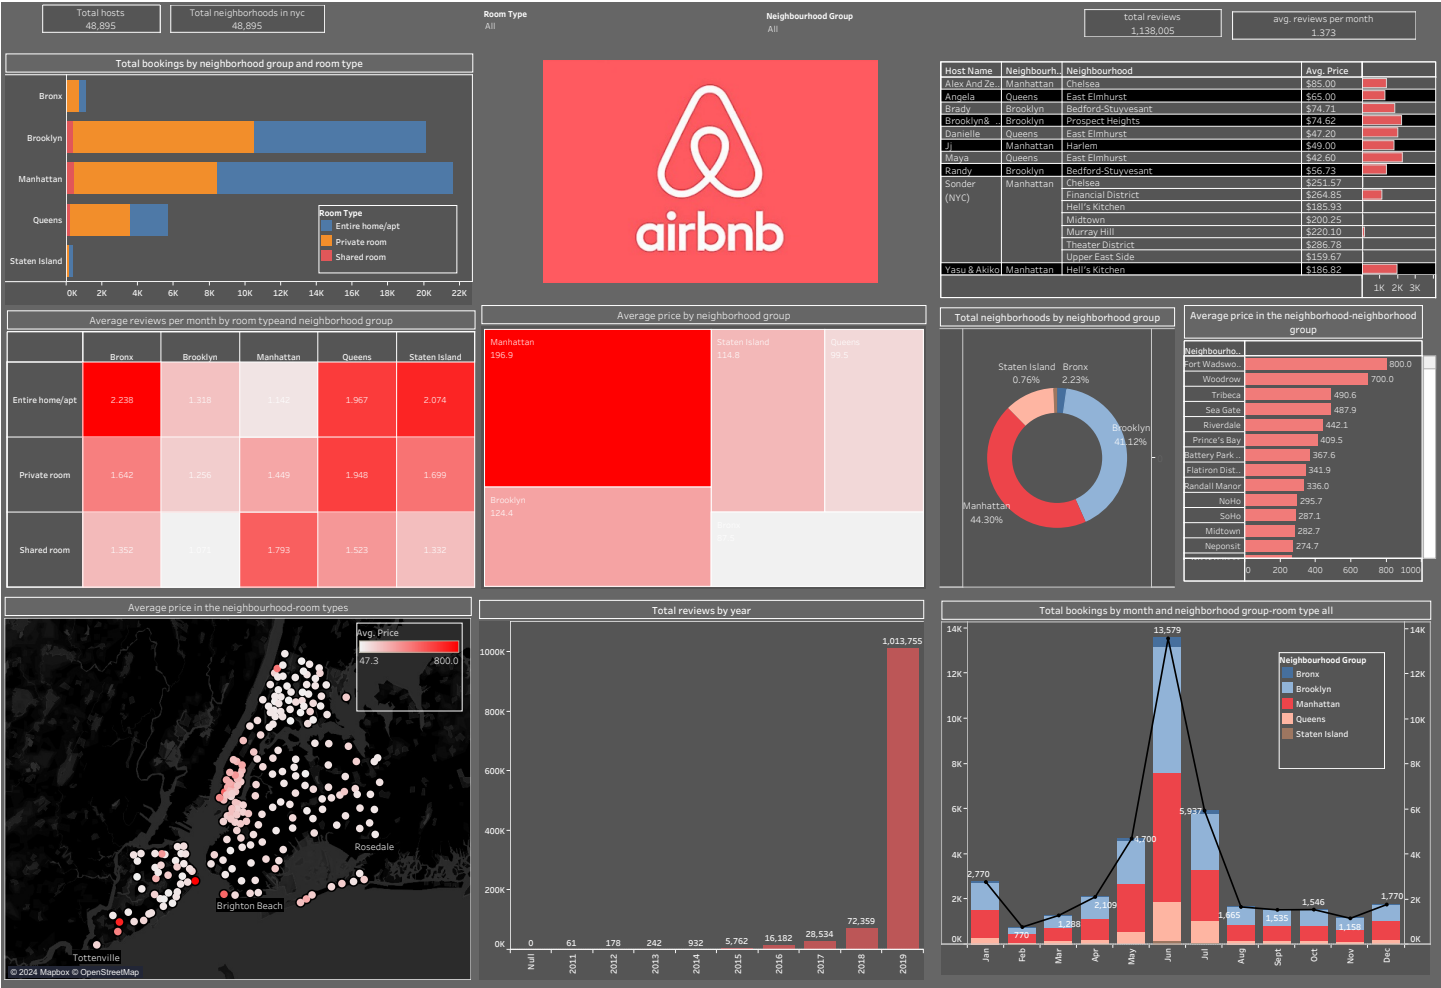 Total hosts
48,895
Total neighborhoods in nyc
48,895
Room Type
All
Neighbourhood Group
All
total reviews
1,138,005
avg. reviews per month
1.373
Total bookings by neighborhood group and room type
Bronx
Brooklyn
Manhattan
Queens
Staten Island
Room Type
Entire home/apt
Private room
Shared room
0K 2K 4K 6K 8K 10K 12K 14K 16K 18K 20K 22K
airbnb
Host Name Neighbourh.. Neighbourhood Avg. Price
Alex And Ze.. Manhattan Chelsea $85.00
Angela Queens East Elmhurst $65.00
Brady Brooklyn Bedford-Stuyvesant $74.71
Brooklyn& .. Brooklyn Prospect Heights $74.62
Danielle Queens East Elmhurst $47.20
Jj Manhattan Harlem $49.00
Maya Queens East Elmhurst $42.60
Randy Brooklyn Bedford-Stuyvesant $56.73
Sonder (NYC) Manhattan Chelsea $251.57
Financial District $264.85
Hell's Kitchen $185.93
Midtown $200.25
Murray Hill $220.10
Theater District $286.78
Upper East Side $159.67
Yasu & Akiko Manhattan Hell's Kitchen $186.82
1K 2K 3K
Average reviews per month by room typeand neighborhood group
Bronx Brooklyn Manhattan Queens Staten Island
Entire home/apt 2.238 1.318 1.967 2.074
Private room 1.642 1.256 1.449 1.948 1.699
Shared room 1.352 1.793 1.523 1.332
Average price by neighborhood group
Manhattan
196.9
Staten Island
114.8
Queens
99.5
Brooklyn
124.4
Total neighborhoods by neighborhood group
Staten Island
0.76%
Bronx
2.23%
Brooklyn
41.12%
Manhattan
44.30%
Average price in the neighborhood-neighborhood
group
Neighbourho..
Fort Wadswo.. 800.0
Woodrow 700.0
Tribeca 490.6
Sea Gate 487.9
Riverdale 442.1
Prince's Bay 409.5
Battery Park .. 367.6
Flatiron Dist.. 341.9
Randall Manor 336.0
NoHo 295.7
SoHo 287.1
Midtown 282.7
Neponsit 274.7
0 200 400 600 800 1000
Average price in the neighbourhood-room types
Avg. Price
47.3 800.0
Rosedale
Brighton Beach
Tottenville
© 2024 Mapbox © OpenStreetMap
Total reviews by year
1000K
800K
600K
400K
200K
0K
0 61 178 242 932 5,762 16,182 28,534 72,359 1,013,755
Null 2011 2012 2013 2014 2015 2016 2017 2018 2019
Total bookings by month and neighborhood group-room type all
14K
12K
10K
8K
6K
4K
2K
0K
2,770 770 1,288 2,109 4,700 13,579 5,937 1,665 1,535 1,546 1,158 1,770
Neighbourhood Group
Bronx
Brooklyn
Manhattan
Queens
Staten Island
14K
12K
10K
8K
6K
4K
2K
0K
Jan Feb Mar Apr May Jun Jul Aug Sept Oct Nov Dec